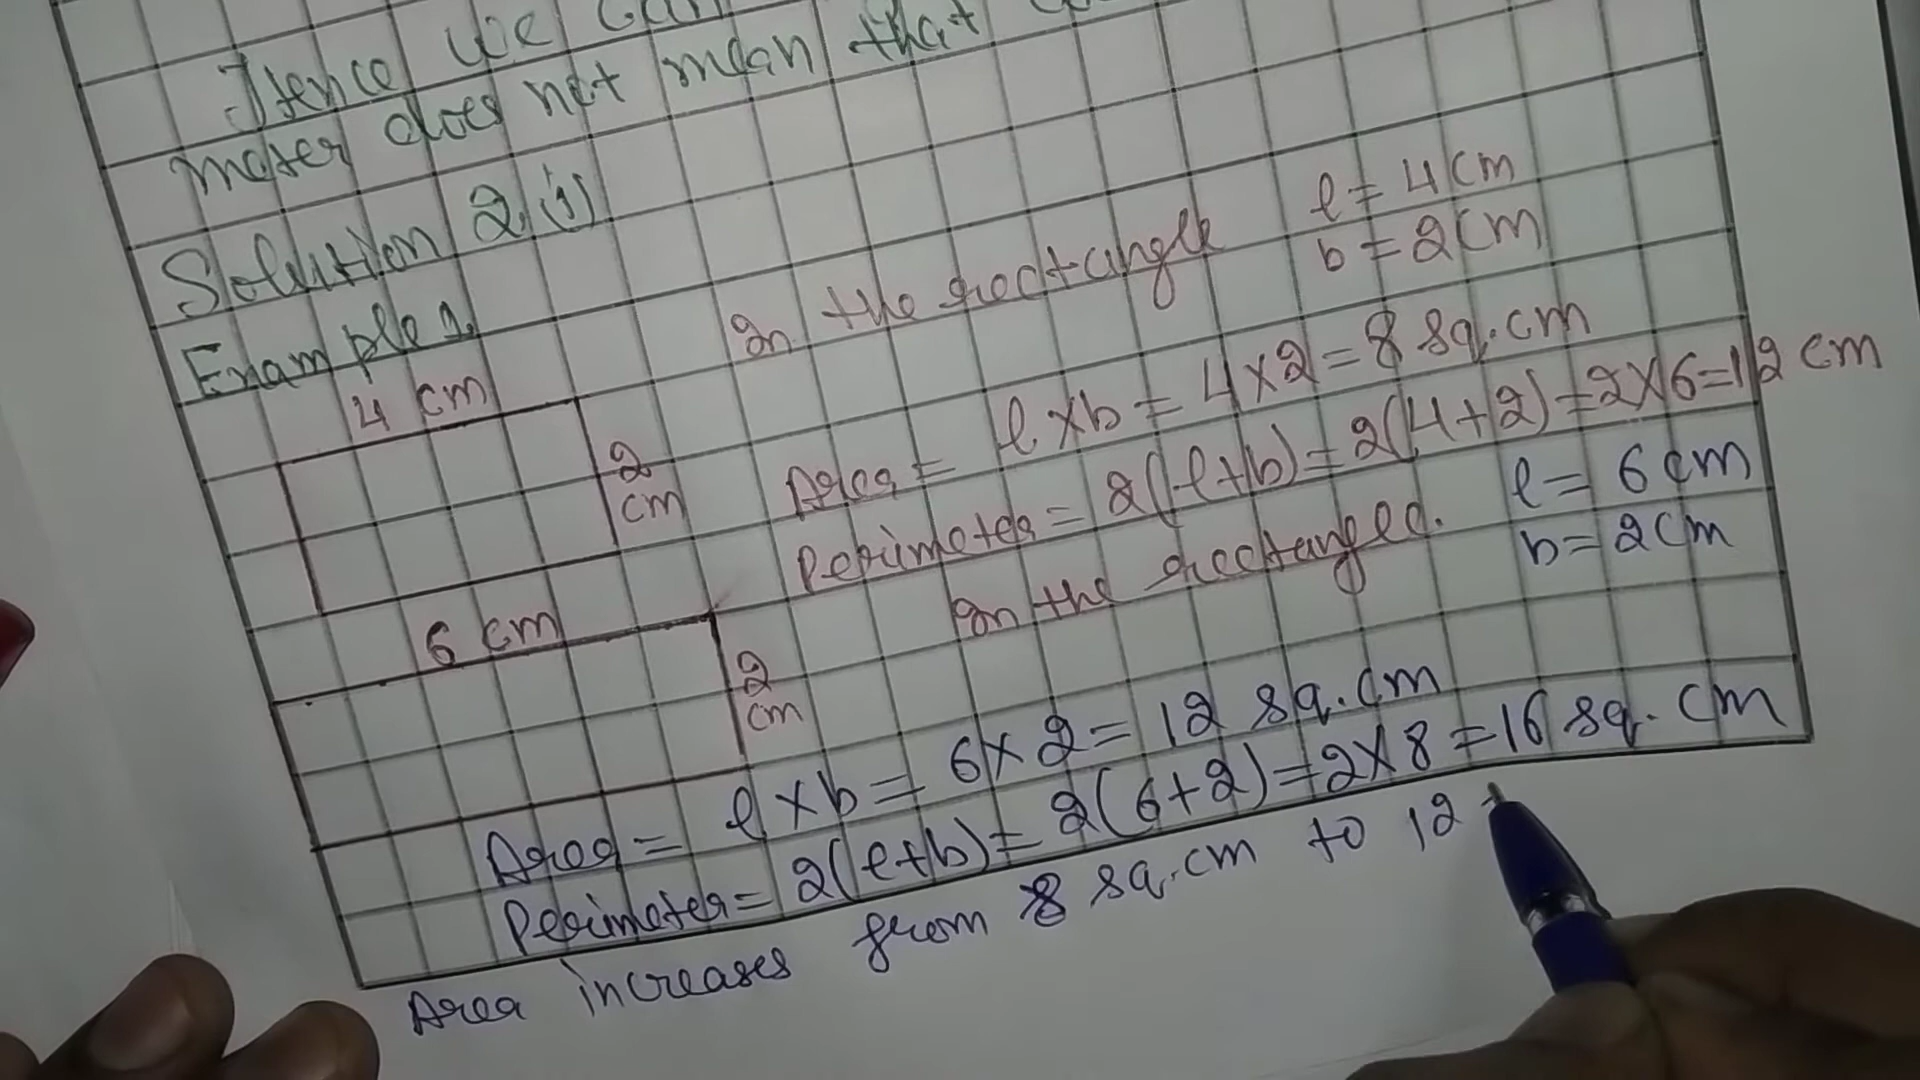 Hence we can
meter does not mean that
Solution 2.(1)
Example 1.
4 cm
2
cm
In the rectangle
l = 4 cm
b = 2 cm
Area = l × b = 4 × 2 = 8 sq. cm
Perimeter = 2(l+b) = 2(4+2) = 2×6 = 12 cm
In the rectangled.
l = 6 cm
b = 2 cm
6 cm
2
cm
Area = l × b = 6 × 2 = 12 sq. cm
Perimeter = 2(l+b) = 2(6+2) = 2×8 = 16 sq. cm
Area increases from 8 sq. cm to 12